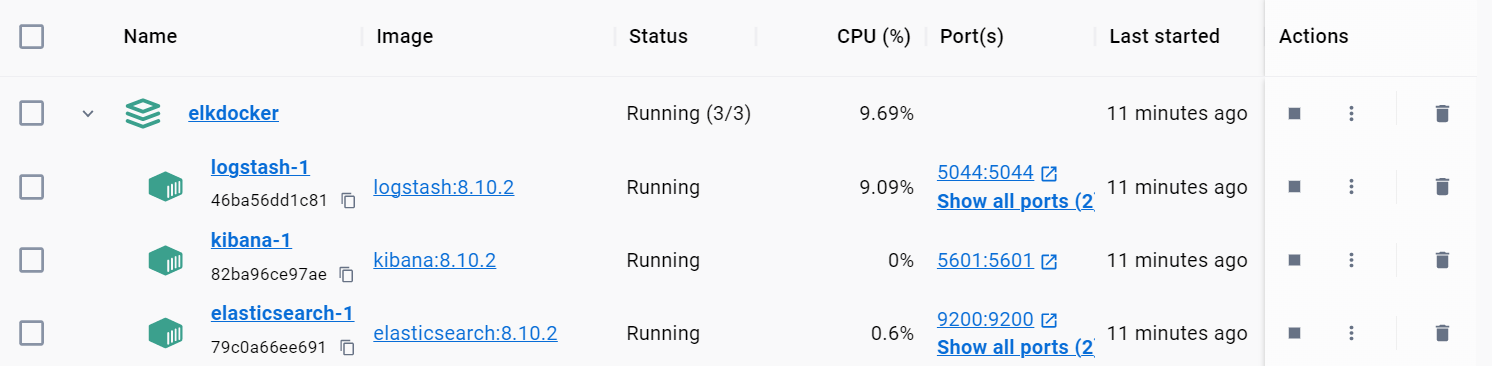 Name Image Status CPU (%) Port(s) Last started Actions
elkdocker Running (3/3) 9.69% 11 minutes ago
logstash-1
46ba56dd1c81 logstash:8.10.2 Running 9.09% 5044:5044 11 minutes ago
Show all ports (2
kibana-1
82ba96ce97ae kibana:8.10.2 Running 0% 5601:5601 11 minutes ago
elasticsearch-1
79c0a66ee691 elasticsearch:8.10.2 Running 0.6% 9200:9200 11 minutes ago
Show all ports (2